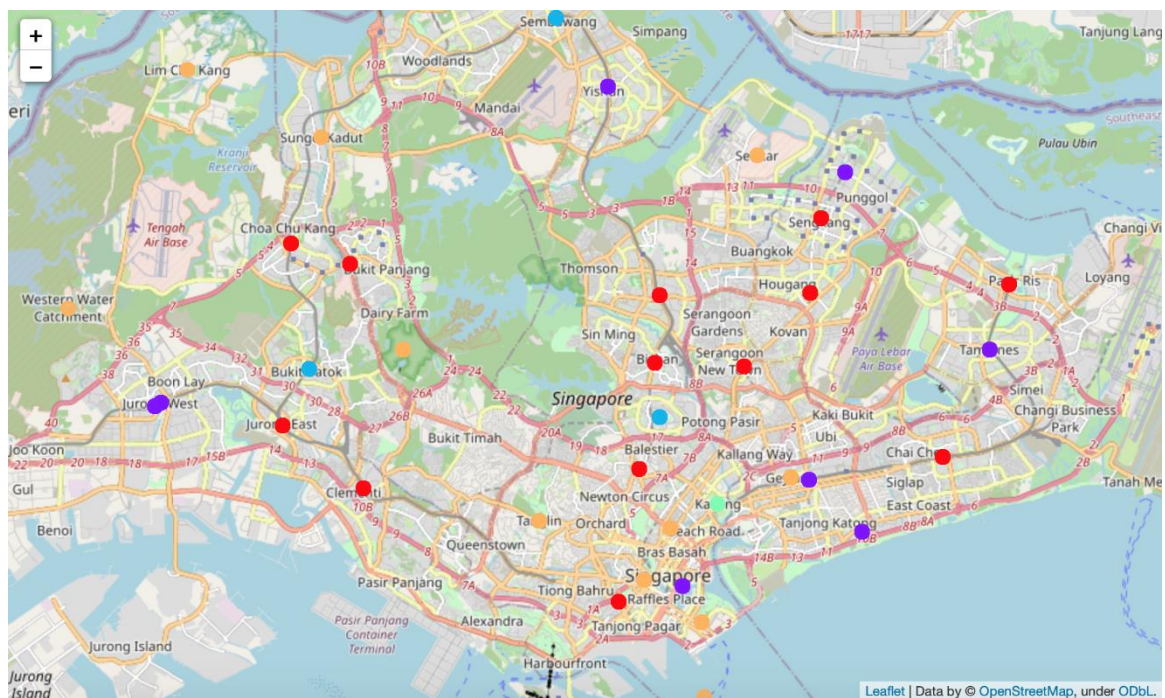 +
−
Sembawang
Simpang
1717
Tanjung Lang
Lim Chu Kang
10B
Woodlands
Mandai
Yishun
eri
Southeast
Sungei Kadut
Kranji
Reservoir
Pulau Ubin
Punggol
Tengah
Air Base
Choa Chu Kang
Sengkang
Changi Vi
Bukit Panjang
Buangkok
Thomson
Loyang
Hougang
Pasir Ris
Western Water
Catchment
Dairy Farm
Serangoon
Gardens
Sin Ming
Kovan
Paya Lebar
Air Base
Tampines
Bishan
Serangoon
New Town
Boon Lay
Bukit Batok
Simei
Jurong West
Singapore
Changi Business
Park
Kaki Bukit
Jurong East
Potong Pasir
Bukit Timah
Ubi
Joo Koon
Balestier
Kallang Way
Chai Chee
Gul
Clementi
Newton Circus
Siglap
Tanah Me
Kallang
East Coast
Benoi
Tanglin
Orchard
Beach Road
Tanjong Katong
Queenstown
Bras Basah
Pasir Panjang
Singapore
Tiong Bahru
Raffles Place
Pasir Panjang
Container
Terminal
Alexandra
Tanjong Pagar
Jurong Island
Harbourfront
Jurong
Island
Leaflet | Data by © OpenStreetMap, under ODbL.